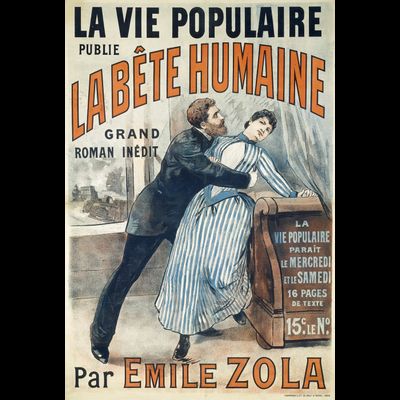 LA VIE POPULAIRE
PUBLIE
LA BÊTE HUMAINE
GRAND
ROMAN INÉDIT
LA
VIE POPULAIRE
PARAÎT
LE MERCREDI
ET LE SAMEDI
16 PAGES
DE TEXTE
15c. LE No.
Par EMILE ZOLA